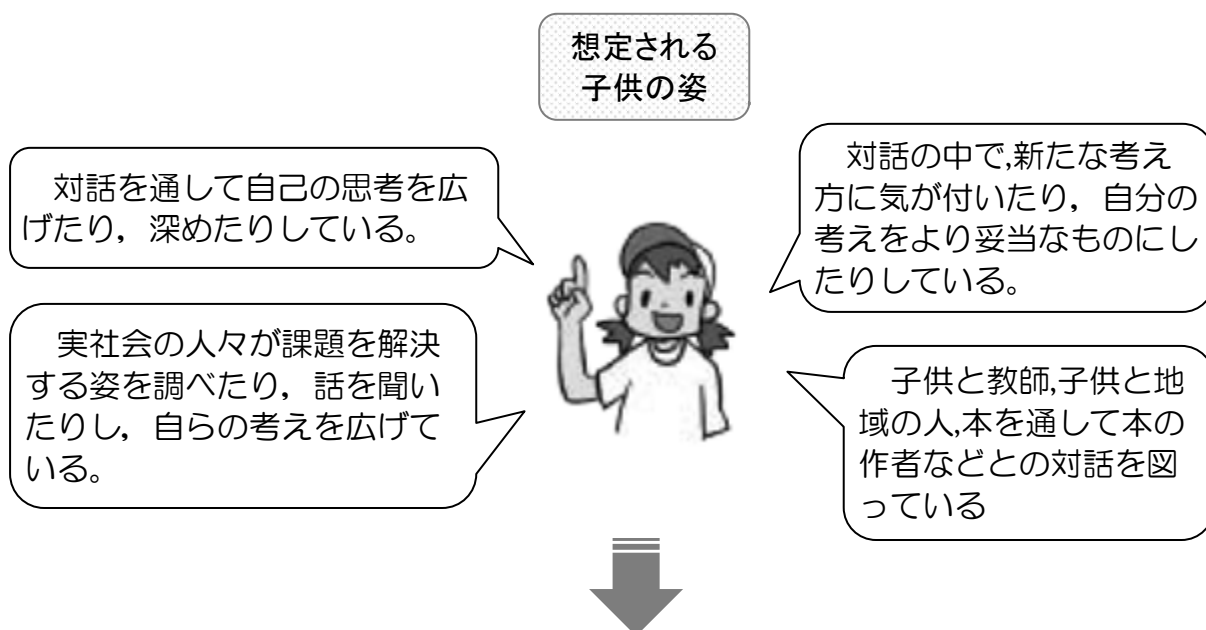 想定される
子供の姿
対話を通して自己の思考を広
げたり，深めたりしている。
実社会の人々が課題を解決
する姿を調べたり，話を聞い
たりし，自らの考えを広げて
いる。
対話の中で,新たな考え
方に気が付いたり，自分の
考えをより妥当なものにし
たりしている。
子供と教師,子供と地
域の人,本を通して本の
作者などとの対話を図
っている